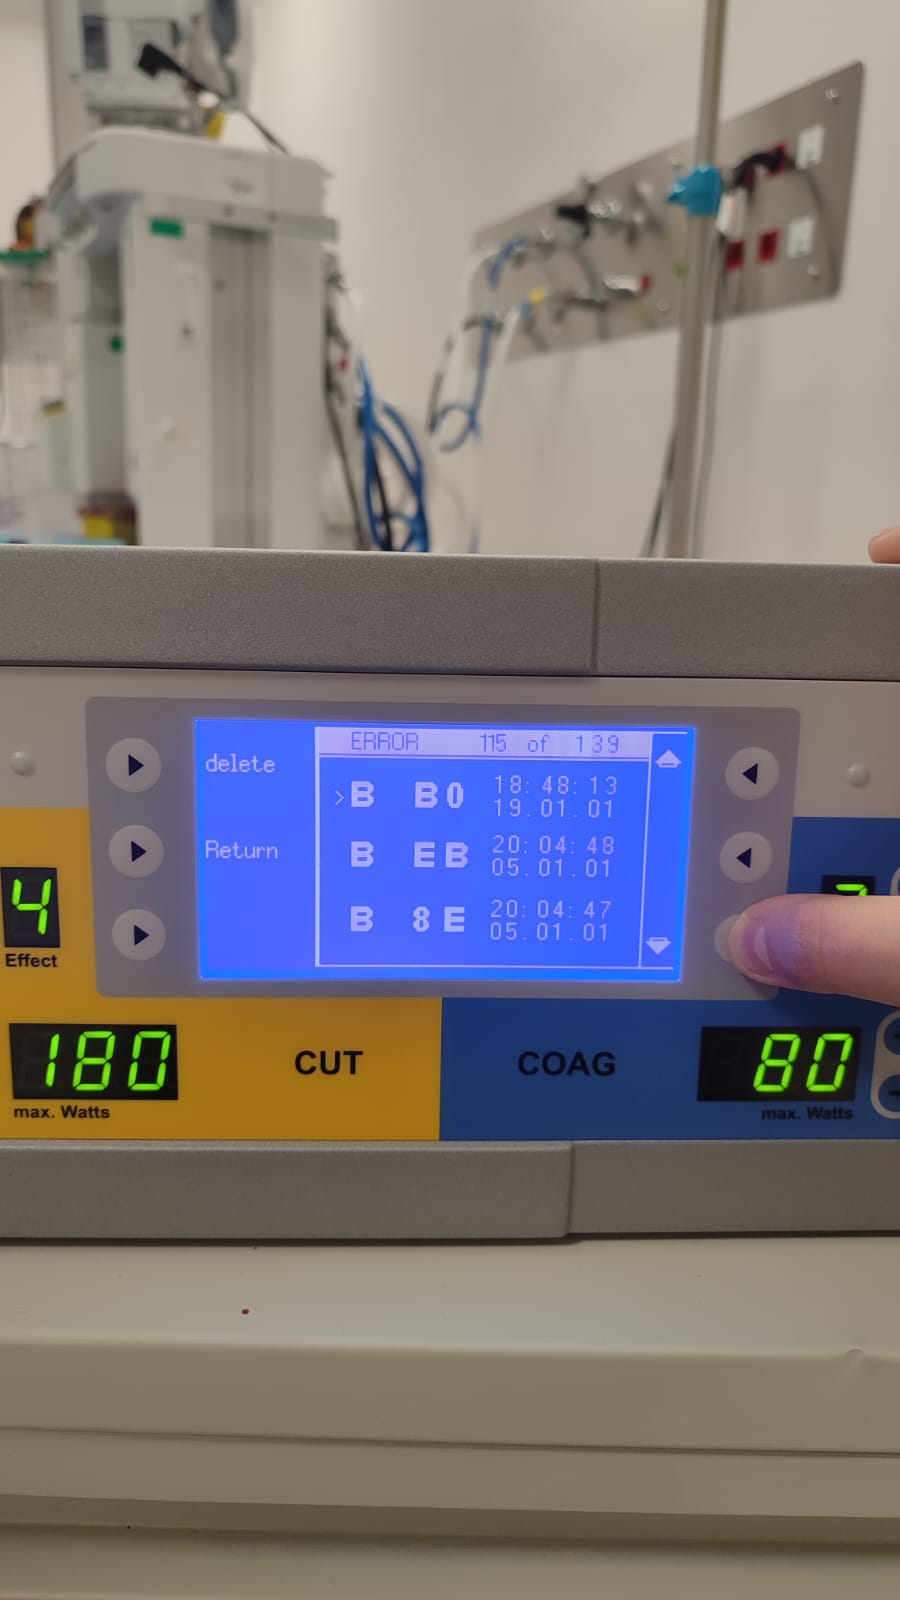 delete
Return
ERROR 115 of 139
>B B0 18:48:13
19.01.01
B EB 20:04:48
05.01.01
B 8E 20:04:47
05.01.01
4
Effect
180
max. Watts
CUT
COAG
80
max. Watts